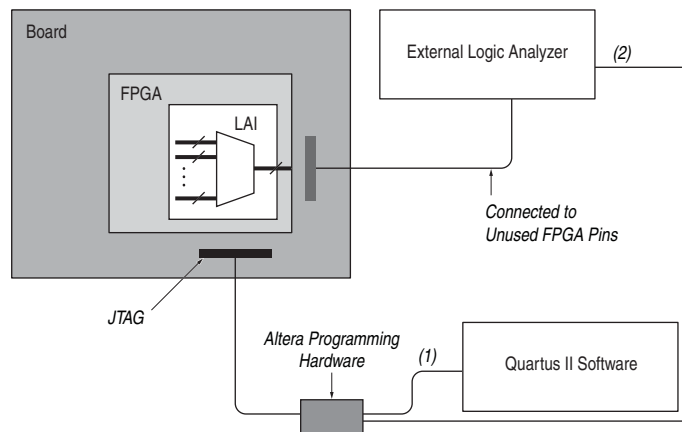 Board
External Logic Analyzer
(2)
FPGA
LAI
Connected to
Unused FPGA Pins
JTAG
Altera Programming
Hardware
(1)
Quartus II Software